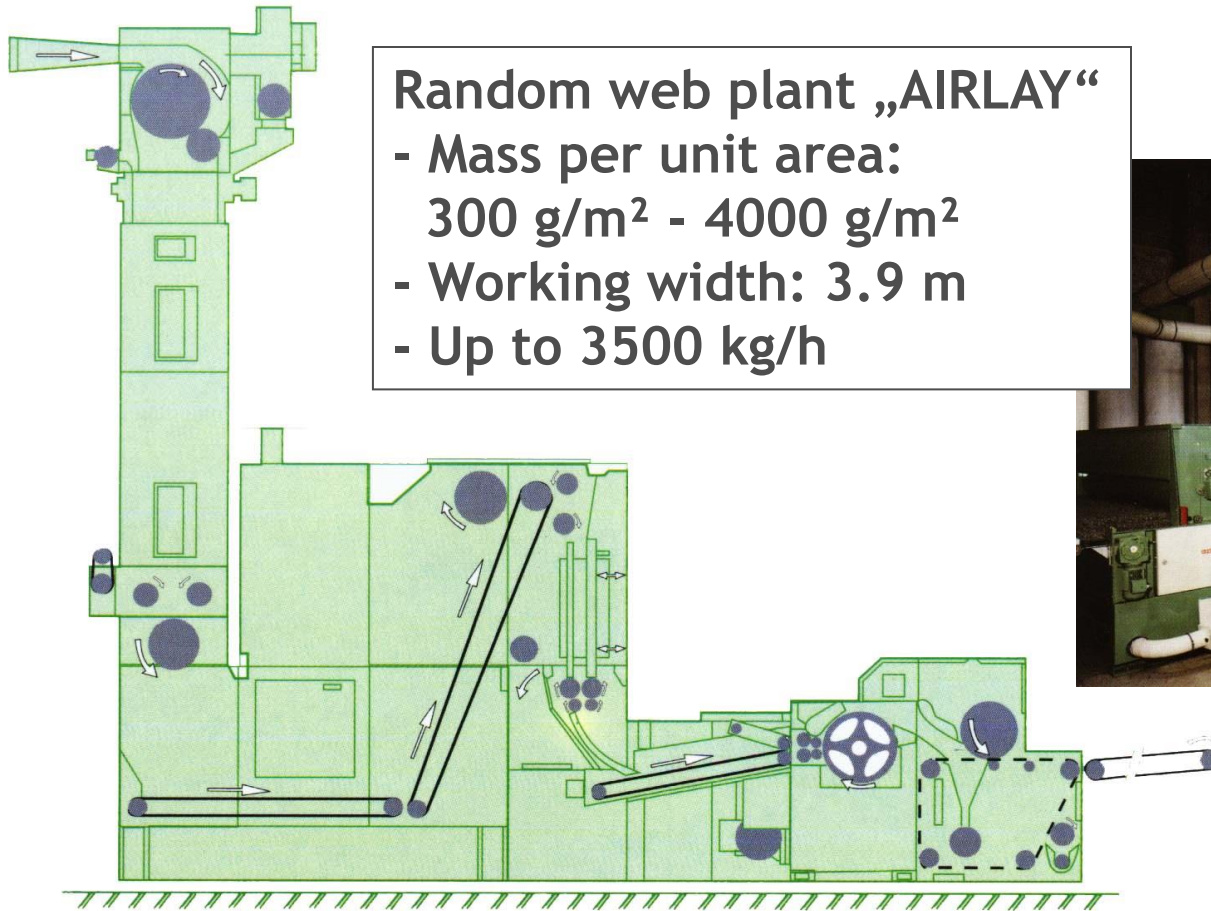 Random web plant „AIRLAY“
- Mass per unit area:
300 g/m² - 4000 g/m²
- Working width: 3.9 m
- Up to 3500 kg/h